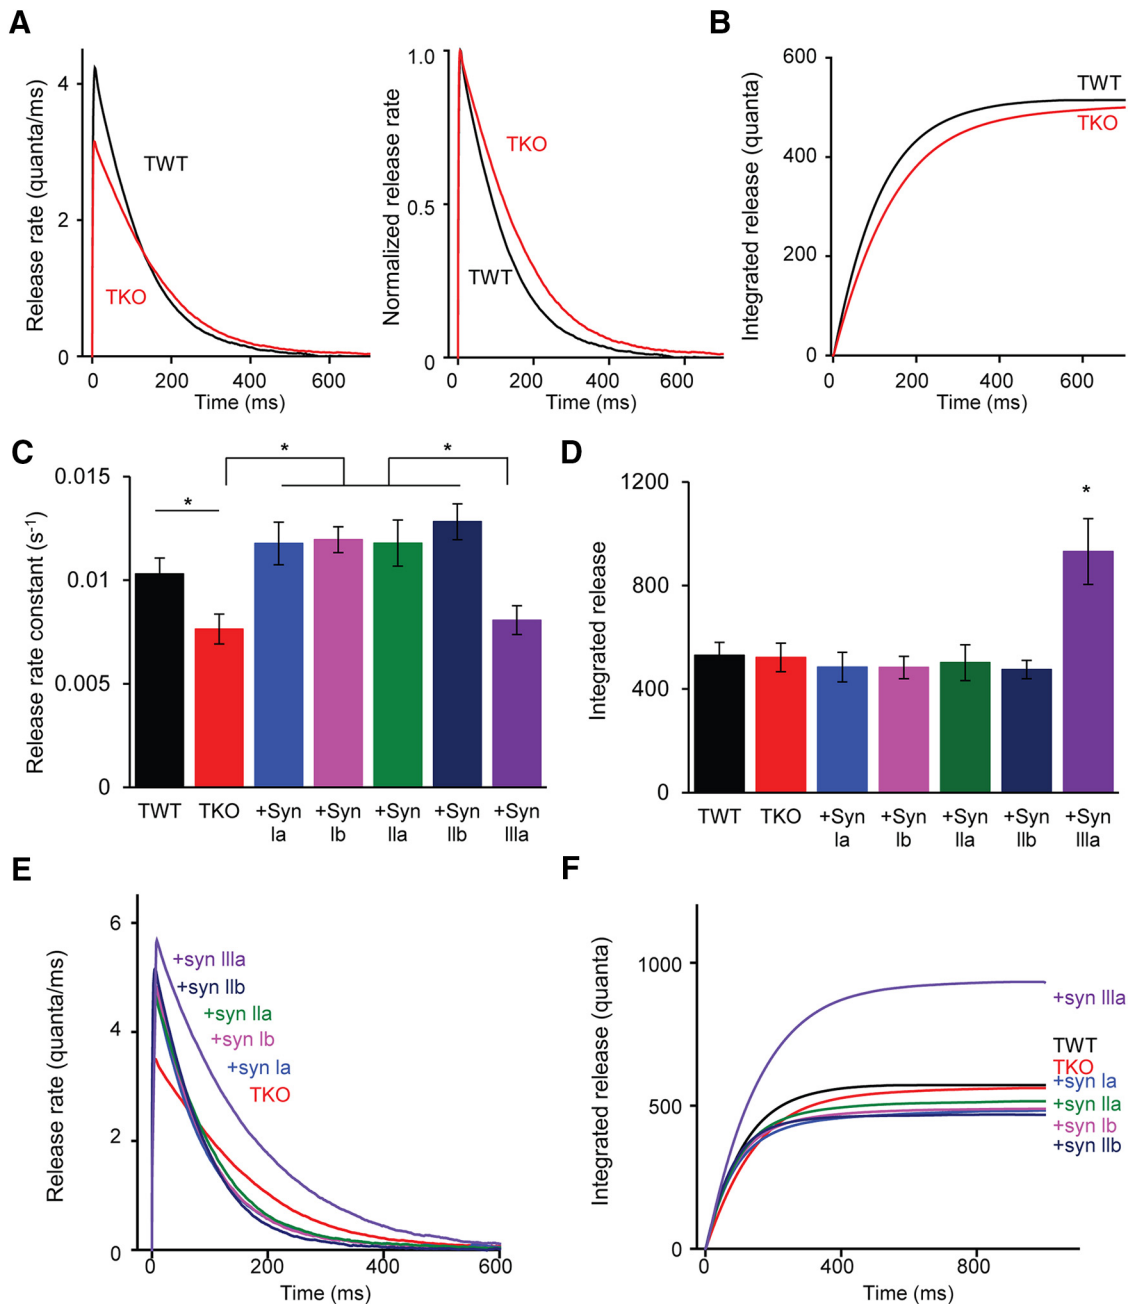 A
Release rate (quanta/ms)
4
2
0
TWT
TKO
0 200 400 600
Time (ms)
Normalized release rate
1.0
0.5
0
TKO
TWT
0 200 400 600
Time (ms)
B
Integrated release (quanta)
600
400
200
0
TWT
TKO
0 200 400 600
Time (ms)
C
Release rate constant (s-1)
0.015
0.01
0.005
0
* * *
TWT TKO +Syn +Syn +Syn +Syn +Syn
Ia Ib IIa IIb IIIa
D
Integrated release
1200
800
400
0
*
TWT TKO +Syn +Syn +Syn +Syn +Syn
Ia Ib IIa IIb IIIa
E
Release rate (quanta/ms)
6
4
2
0
+syn IIIa
+syn IIb
+syn IIa
+syn Ib
+syn Ia
TKO
0 200 400 600
Time (ms)
F
Integrated release (quanta)
1000
500
0
+syn IIIa
TWT
TKO
+syn Ia
+syn IIa
+syn Ib
+syn IIb
0 400 800
Time (ms)